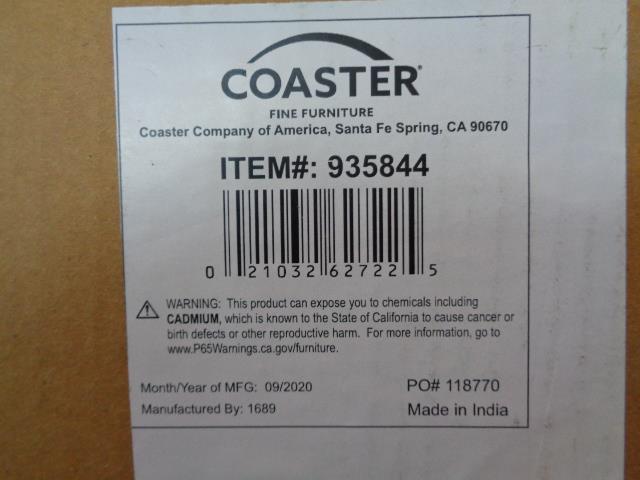 COASTER®
FINE FURNITURE
Coaster Company of America, Santa Fe Spring, CA 90670
ITEM#: 935844
0 21032 62722 5
WARNING: This product can expose you to chemicals including
CADMIUM, which is known to the State of California to cause cancer or
birth defects or other reproductive harm. For more information, go to
www.P65Warnings.ca.gov/furniture.
Month/Year of MFG: 09/2020 PO# 118770
Manufactured By: 1689 Made in India